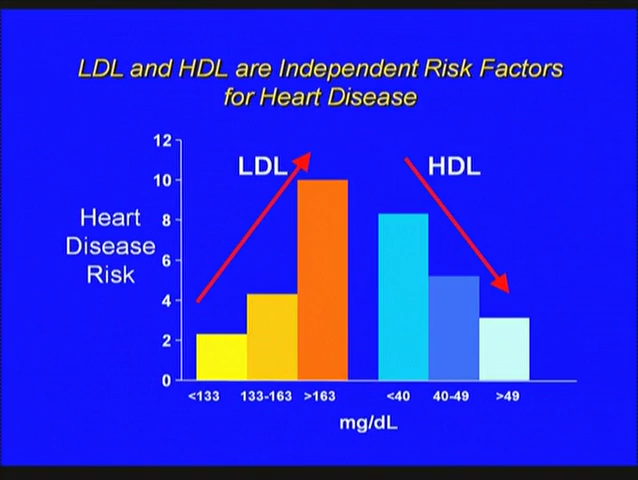 LDL and HDL are Independent Risk Factors
for Heart Disease
12
10
8
6
4
2
0
Heart
Disease
Risk
LDL
HDL
<133 133-163 >163 <40 40-49 >49
mg/dL